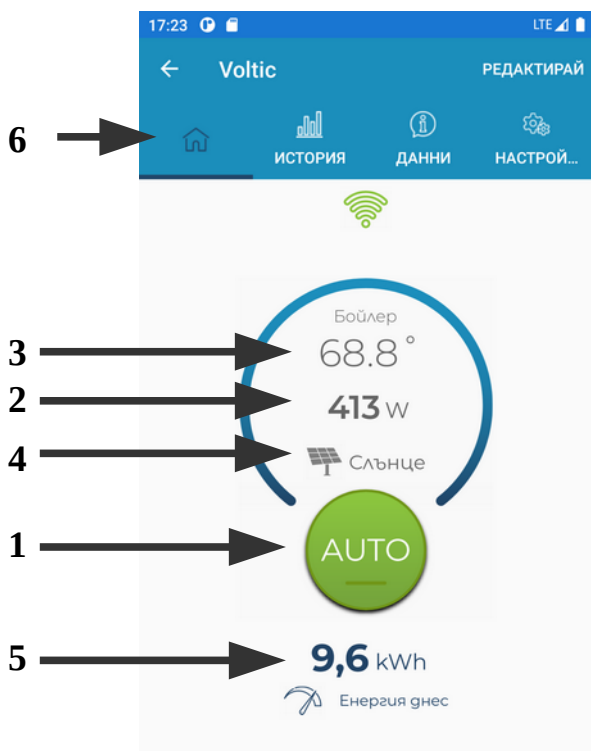 17:23 LTE
Voltic РЕДАКТИРАЙ
6
ИСТОРИЯ ДАННИ НАСТРОЙ...
Бойлер
3 68.8°
2 413 W
4 Слънце
1 AUTO
5 9,6 kWh
Енергия днес